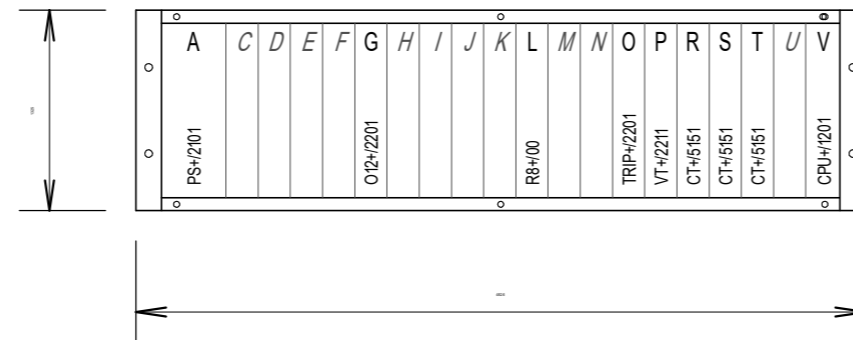 A C D E F G H I J K L M N O P R S T U V
PS+/2101
O12+/2201
R8+/00
TRIP+/2201
VT+/2211
CT+/5151
CT+/5151
CT+/5151
CPU+/1201